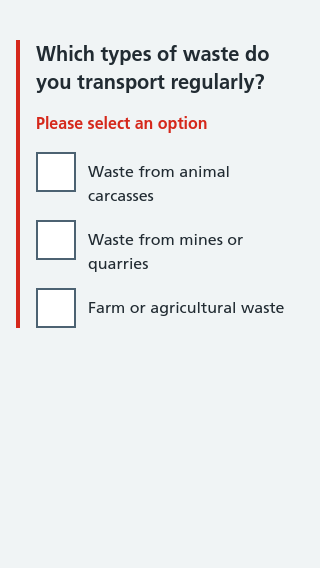 Which types of waste do
you transport regularly?
Please select an option
Waste from animal
carcasses
Waste from mines or
quarries
Farm or agricultural waste